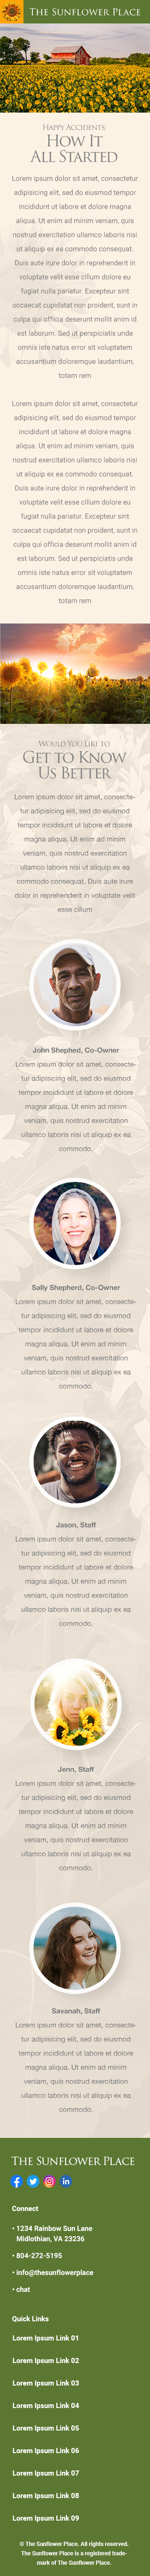 The Sunflower Place
Happy Accidents:
How It
All Started
Lorem ipsum dolor sit amet, consectetur
adipisicing elit, sed do eiusmod tempor
incididunt ut labore et dolore magna
aliqua. Ut enim ad minim veniam, quis
nostrud exercitation ullamco laboris nisi
ut aliquip ex ea commodo consequat.
Duis aute irure dolor in reprehenderit in
voluptate velit esse cillum dolore eu
fugiat nulla pariatur. Excepteur sint
occaecat cupidatat non proident, sunt in
culpa qui officia deserunt mollit anim id
est laborum. Sed ut perspiciatis unde
omnis iste natus error sit voluptatem
accusantium doloremque laudantium,
totam rem
Lorem ipsum dolor sit amet, consectetur
adipisicing elit, sed do eiusmod tempor
incididunt ut labore et dolore magna
aliqua. Ut enim ad minim veniam, quis
nostrud exercitation ullamco laboris nisi
ut aliquip ex ea commodo consequat.
Duis aute irure dolor in reprehenderit in
voluptate velit esse cillum dolore eu
fugiat nulla pariatur. Excepteur sint
occaecat cupidatat non proident, sunt in
culpa qui officia deserunt mollit anim id
est laborum. Sed ut perspiciatis unde
omnis iste natus error sit voluptatem
accusantium doloremque laudantium,
totam rem
Would You Like to
Get to Know
Us Better
Lorem ipsum dolor sit amet, consecte-
tur adipisicing elit, sed do eiusmod
tempor incididunt ut labore et dolore
magna aliqua. Ut enim ad minim
veniam, quis nostrud exercitation
ullamco laboris nisi ut aliquip ex ea
commodo consequat. Duis aute irure
dolor in reprehenderit in voluptate velit
esse cillum
John Shephed, Co-Owner
Lorem ipsum dolor sit amet, consecte-
tur adipisicing elit, sed do eiusmod
tempor incididunt ut labore et dolore
magna aliqua. Ut enim ad minim
veniam, quis nostrud exercitation
ullamco laboris nisi ut aliquip ex ea
commodo.
Sally Shepherd, Co-Owner
Lorem ipsum dolor sit amet, consecte-
tur adipisicing elit, sed do eiusmod
tempor incididunt ut labore et dolore
magna aliqua. Ut enim ad minim
veniam, quis nostrud exercitation
ullamco laboris nisi ut aliquip ex ea
commodo.
Jason, Staff
Lorem ipsum dolor sit amet, consecte-
tur adipisicing elit, sed do eiusmod
tempor incididunt ut labore et dolore
magna aliqua. Ut enim ad minim
veniam, quis nostrud exercitation
ullamco laboris nisi ut aliquip ex ea
commodo.
Jenn, Staff
Lorem ipsum dolor sit amet, consecte-
tur adipisicing elit, sed do eiusmod
tempor incididunt ut labore et dolore
magna aliqua. Ut enim ad minim
veniam, quis nostrud exercitation
ullamco laboris nisi ut aliquip ex ea
commodo.
Savanah, Staff
Lorem ipsum dolor sit amet, consecte-
tur adipisicing elit, sed do eiusmod
tempor incididunt ut labore et dolore
magna aliqua. Ut enim ad minim
veniam, quis nostrud exercitation
ullamco laboris nisi ut aliquip ex ea
commodo.
The Sunflower Place
Connect
• 1234 Rainbow Sun Lane
Midlothian, VA 23236
• 804-272-5195
• info@thesunflowerplace
• chat
Quick Links
Lorem Ipsum Link 01
Lorem Ipsum Link 02
Lorem Ipsum Link 03
Lorem Ipsum Link 04
Lorem Ipsum Link 05
Lorem Ipsum Link 06
Lorem Ipsum Link 07
Lorem Ipsum Link 08
Lorem Ipsum Link 09
© The Sunflower Place. All rights reserved.
The Sunflower Place is a registered trade-
mark of The Sunflower Place.